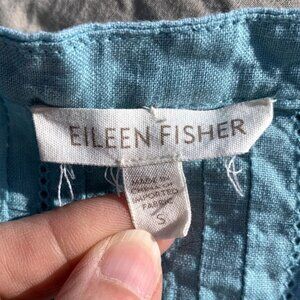 EILEEN FISHER
MADE IN
IMPORTED
FABRIC
S